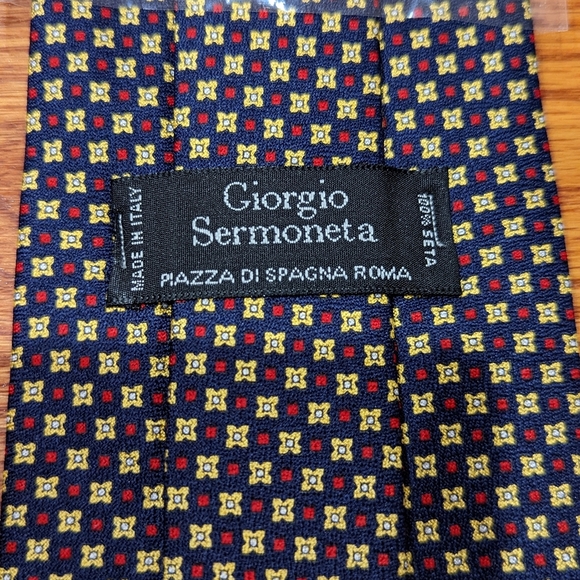 Giorgio
Sermoneta
PIAZZA DI SPAGNA ROMA
MADE IN ITALY
100% SETA